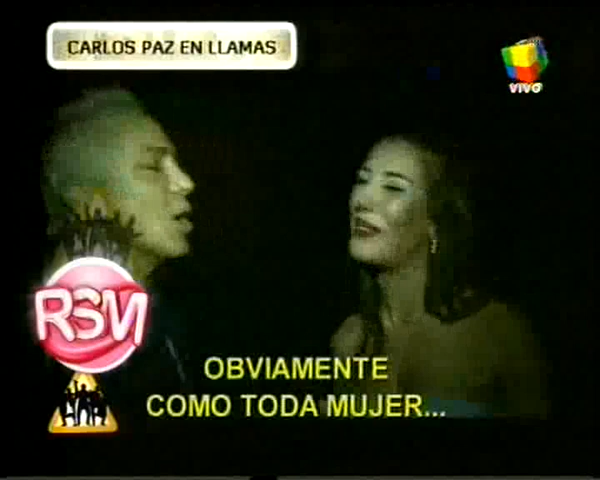 CARLOS PAZ EN LLAMAS
VIVO
RSM
OBVIAMENTE
COMO TODA MUJER...